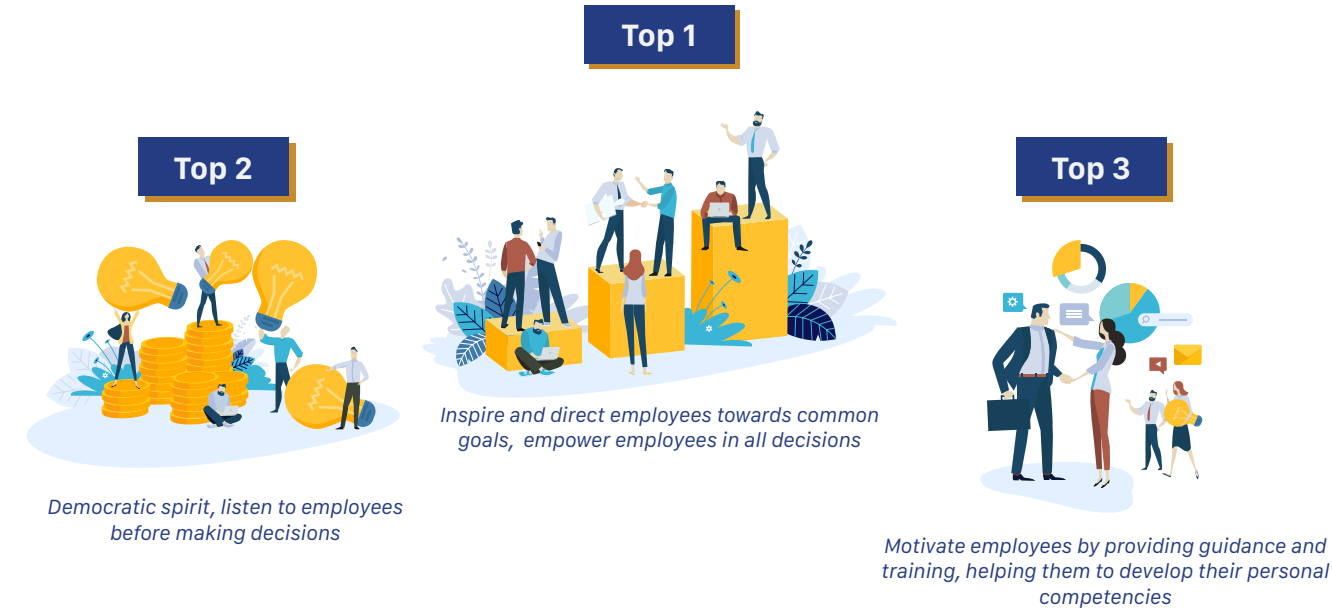 Top 1
Top 2
Top 3
Inspire and direct employees towards common
goals,  empower employees in all decisions
Democratic spirit, listen to employees
before making decisions
Motivate employees by providing guidance and
training, helping them to develop their personal
competencies